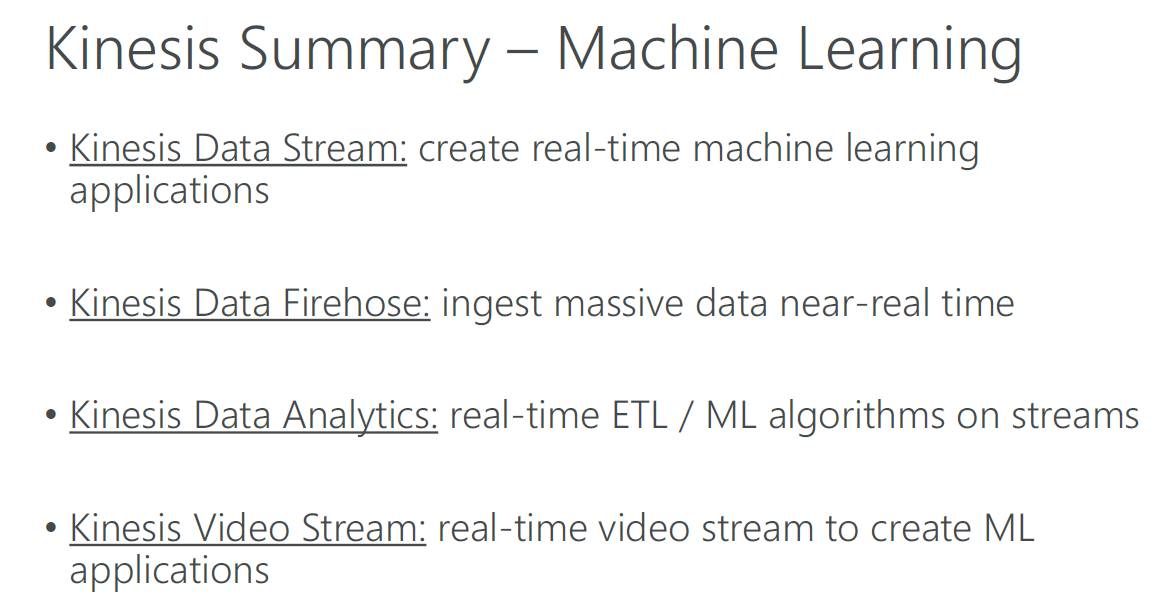 Kinesis Summary – Machine Learning
• Kinesis Data Stream: create real-time machine learning
applications
• Kinesis Data Firehose: ingest massive data near-real time
• Kinesis Data Analytics: real-time ETL / ML algorithms on streams
• Kinesis Video Stream: real-time video stream to create ML
applications